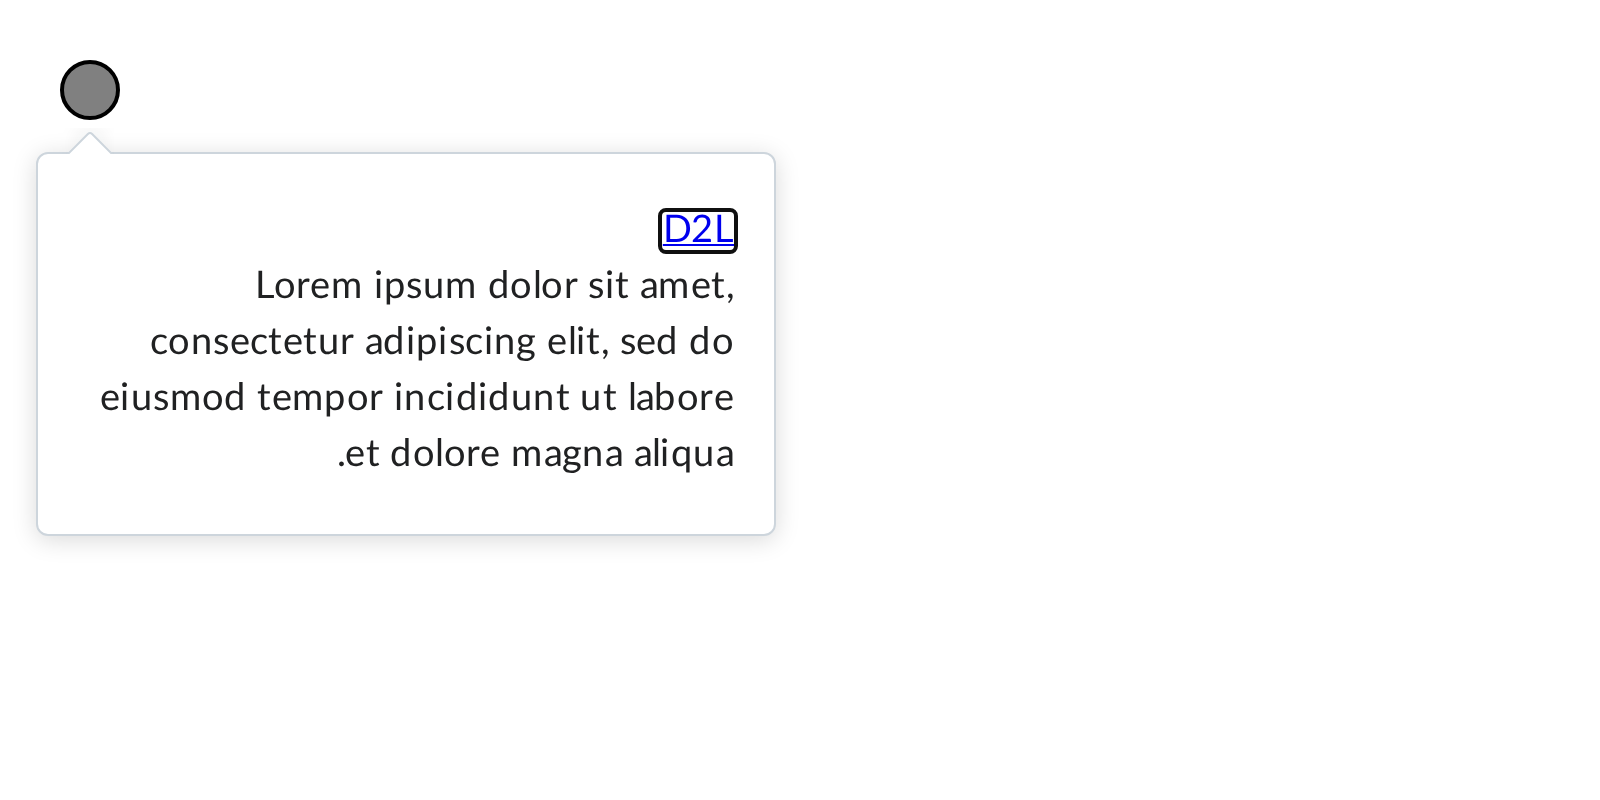 D2L
Lorem ipsum dolor sit amet,
consectetur adipiscing elit, sed do
eiusmod tempor incididunt ut labore
.et dolore magna aliqua